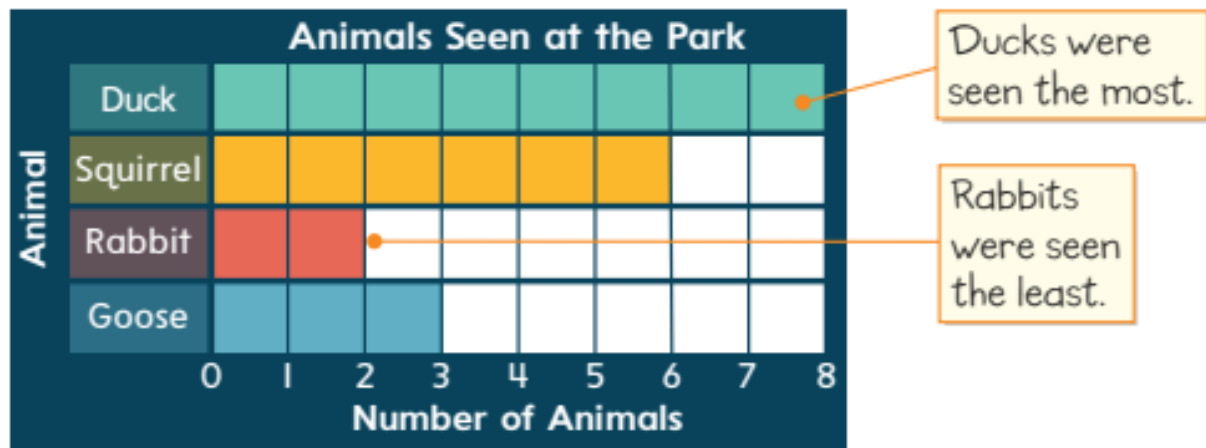 Animals Seen at the Park
Animal
Duck
Squirrel
Rabbit
Goose
0 1 2 3 4 5 6 7 8
Number of Animals
Ducks were
seen the most.
Rabbits
were seen
the least.